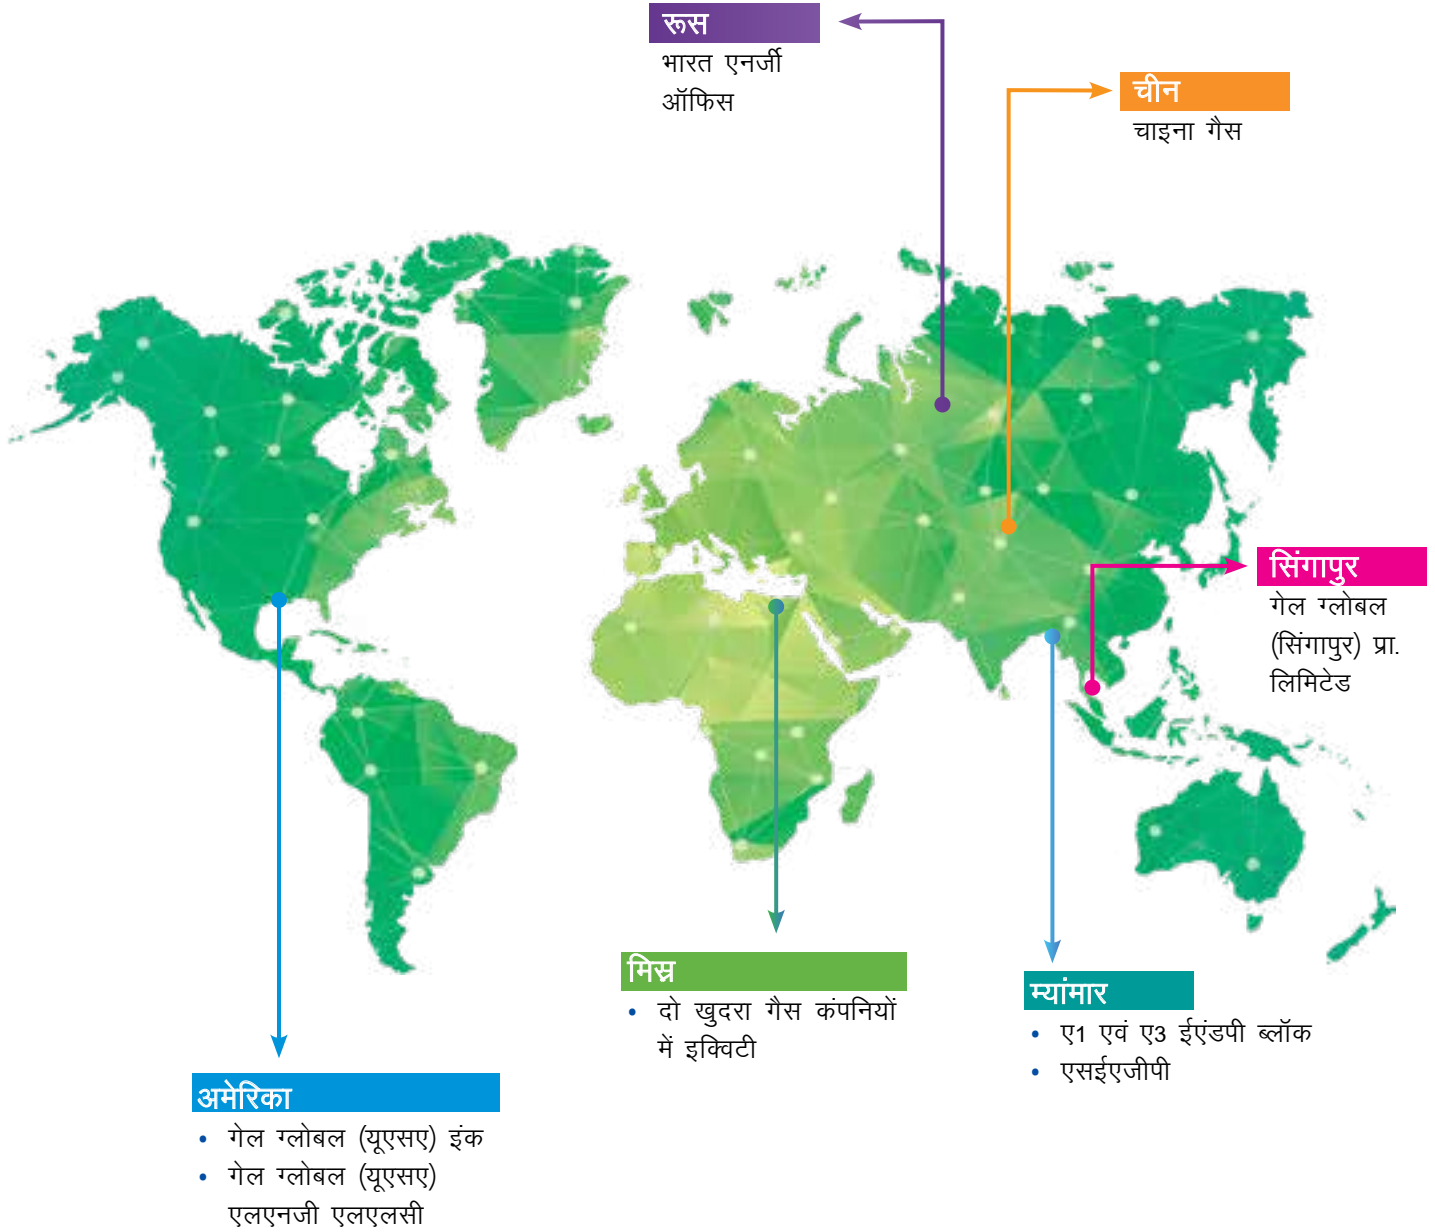 रूस
भारत एनर्जी
ऑफिस
चीन
चाइना गैस
सिंगापुर
गेल ग्लोबल
(सिंगापुर) प्रा.
लिमिटेड
मिस्र
• दो खुदरा गैस कंपनियों
में इक्विटी
म्यांमार
• ए1 एवं ए3 ईएंडपी ब्लॉक
• एसईएजीपी
अमेरिका
• गेल ग्लोबल (यूएसए) इंक
• गेल ग्लोबल (यूएसए)
एलएनजी एलएलसी